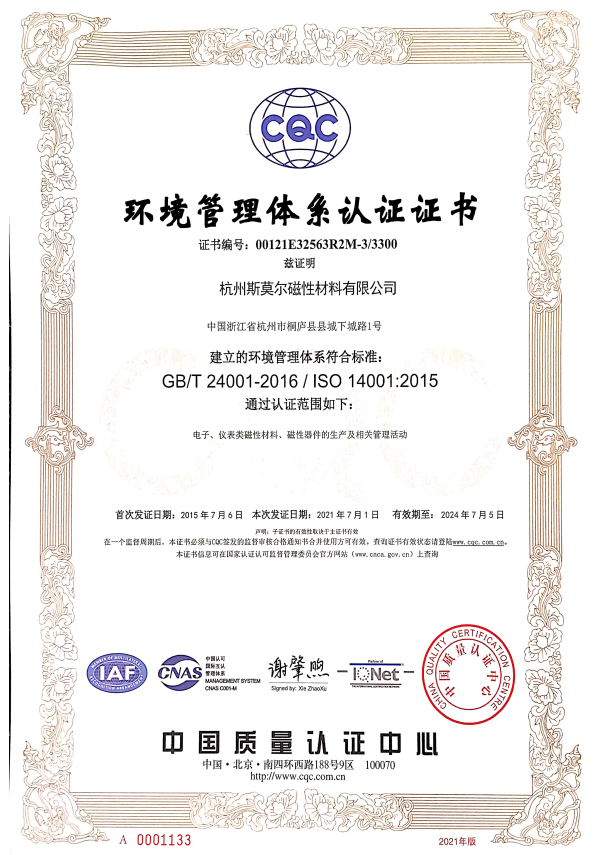 CQC
环境管理体系认证证书
证书编号：00121E32563R2M-3/3300
兹证明
杭州斯莫尔磁性材料有限公司
中国浙江省杭州市桐庐县县城下城路1号
建立的环境管理体系符合标准：
GB/T 24001-2016 / ISO 14001:2015
通过认证范围如下：
电子、仪表类磁性材料、磁性器件的生产及相关管理活动
首次发证日期：2015 年 7 月 6 日 本次发证日期：2021 年 7 月 1 日 有效期至： 2024 年 7 月 5 日
声明：子证书的有效性取决于主证书有效
在一个监督周期后，本证书必须与CQC签发的监督审核合格通知书合并使用方可有效。查询证书有效状态请登陆www.cqc.com.cn。
本证书信息可在国家认证认可监督管理委员会官方网站（www.cnca.gov.cn）上查询
IAF
CNAS
中国认可
国际互认
管理体系
MANAGEMENT SYSTEM
CNAS C001-M
谢肇煦
Signed by: Xie ZhaoXu
Partner of
IQNet
CHINA QUALITY CERTIFICATION CENTRE
中国质量认证中心
中国质量认证中心
中国·北京·南四环西路188号9区 100070
http://www.cqc.com.cn
A 0001133
2021年版